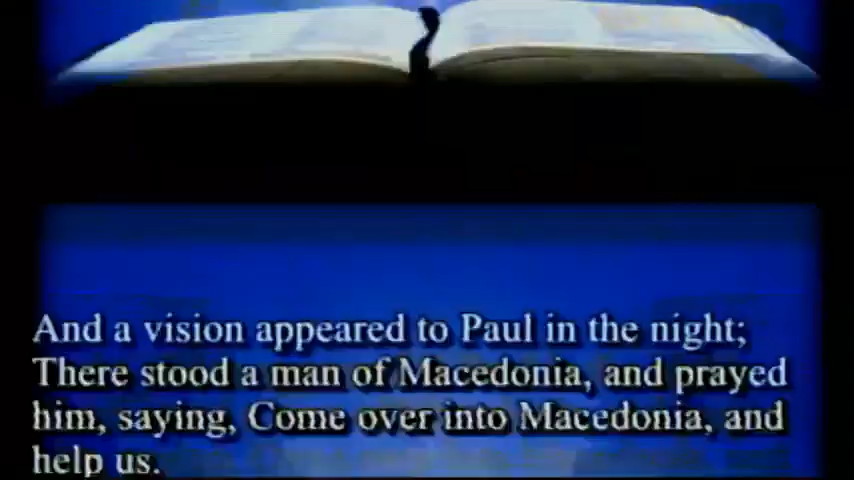 And a vision appeared to Paul in the night;
There stood a man of Macedonia, and prayed
him, saying, Come over into Macedonia, and
help us.